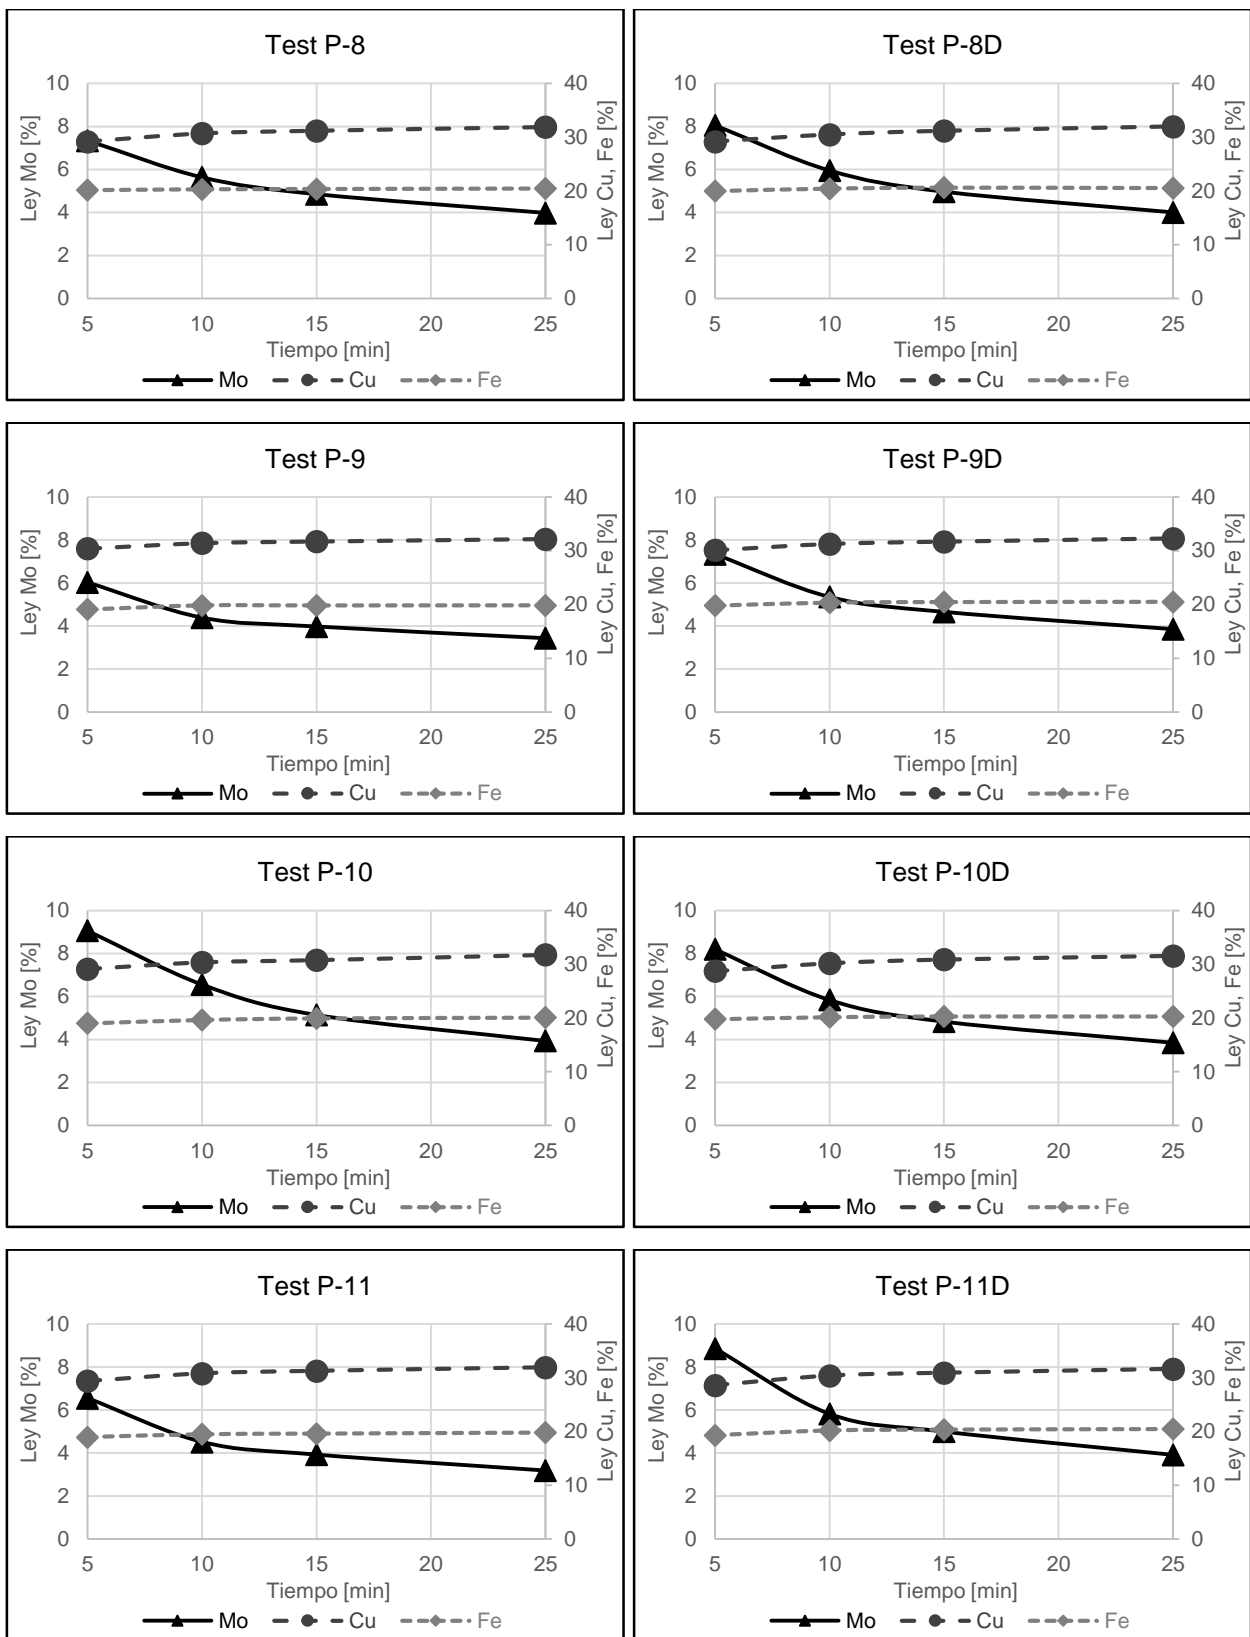 Test P-8
10
8
6
4
2
0
40
30
20
10
0
Ley Mo [%]
Ley Cu, Fe [%]
5 10 15 20 25
Tiempo [min]
Mo Cu Fe
Test P-8D
10
8
6
4
2
0
40
30
20
10
0
Ley Mo [%]
Ley Cu, Fe [%]
5 10 15 20 25
Tiempo [min]
Mo Cu Fe
Test P-9
10
8
6
4
2
0
40
30
20
10
0
Ley Mo [%]
Ley Cu, Fe [%]
5 10 15 20 25
Tiempo [min]
Mo Cu Fe
Test P-9D
10
8
6
4
2
0
40
30
20
10
0
Ley Mo [%]
Ley Cu, Fe [%]
5 10 15 20 25
Tiempo [min]
Mo Cu Fe
Test P-10
10
8
6
4
2
0
40
30
20
10
0
Ley Mo [%]
Ley Cu, Fe [%]
5 10 15 20 25
Tiempo [min]
Mo Cu Fe
Test P-10D
10
8
6
4
2
0
40
30
20
10
0
Ley Mo [%]
Ley Cu, Fe [%]
5 10 15 20 25
Tiempo [min]
Mo Cu Fe
Test P-11
10
8
6
4
2
0
40
30
20
10
0
Ley Mo [%]
Ley Cu, Fe [%]
5 10 15 20 25
Tiempo [min]
Mo Cu Fe
Test P-11D
10
8
6
4
2
0
40
30
20
10
0
Ley Mo [%]
Ley Cu, Fe [%]
5 10 15 20 25
Tiempo [min]
Mo Cu Fe